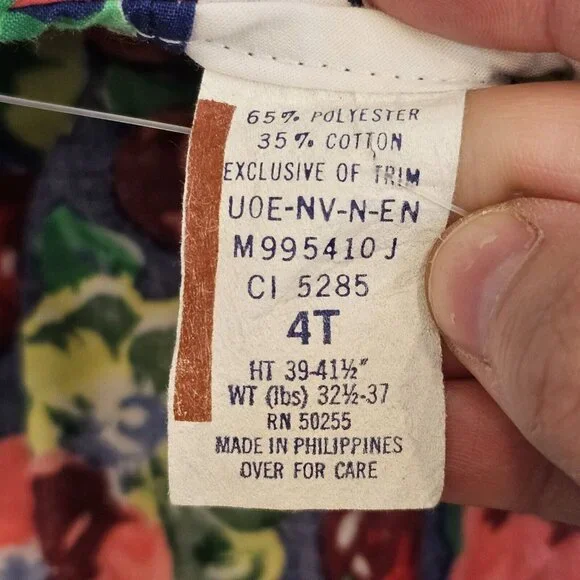 65% POLYESTER
35% COTTON
EXCLUSIVE OF TRIM
UOE-NV-N-EN
M995410J
CI 5285
4T
HT 39-41½"
WT (lbs) 32½-37
RN 50255
MADE IN PHILIPPINES
OVER FOR CARE